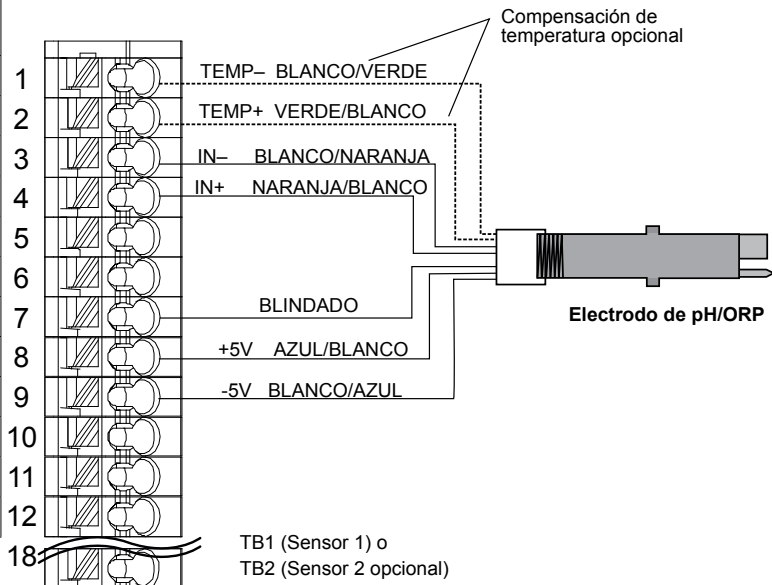 Compensación de
temperatura opcional
1 TEMP– BLANCO/VERDE
2 TEMP+ VERDE/BLANCO
3 IN– BLANCO/NARANJA
4 IN+ NARANJA/BLANCO
5
6
7 BLINDADO
Electrodo de pH/ORP
8 +5V AZUL/BLANCO
9 -5V BLANCO/AZUL
10
11
12
18
TB1 (Sensor 1) o
TB2 (Sensor 2 opcional)